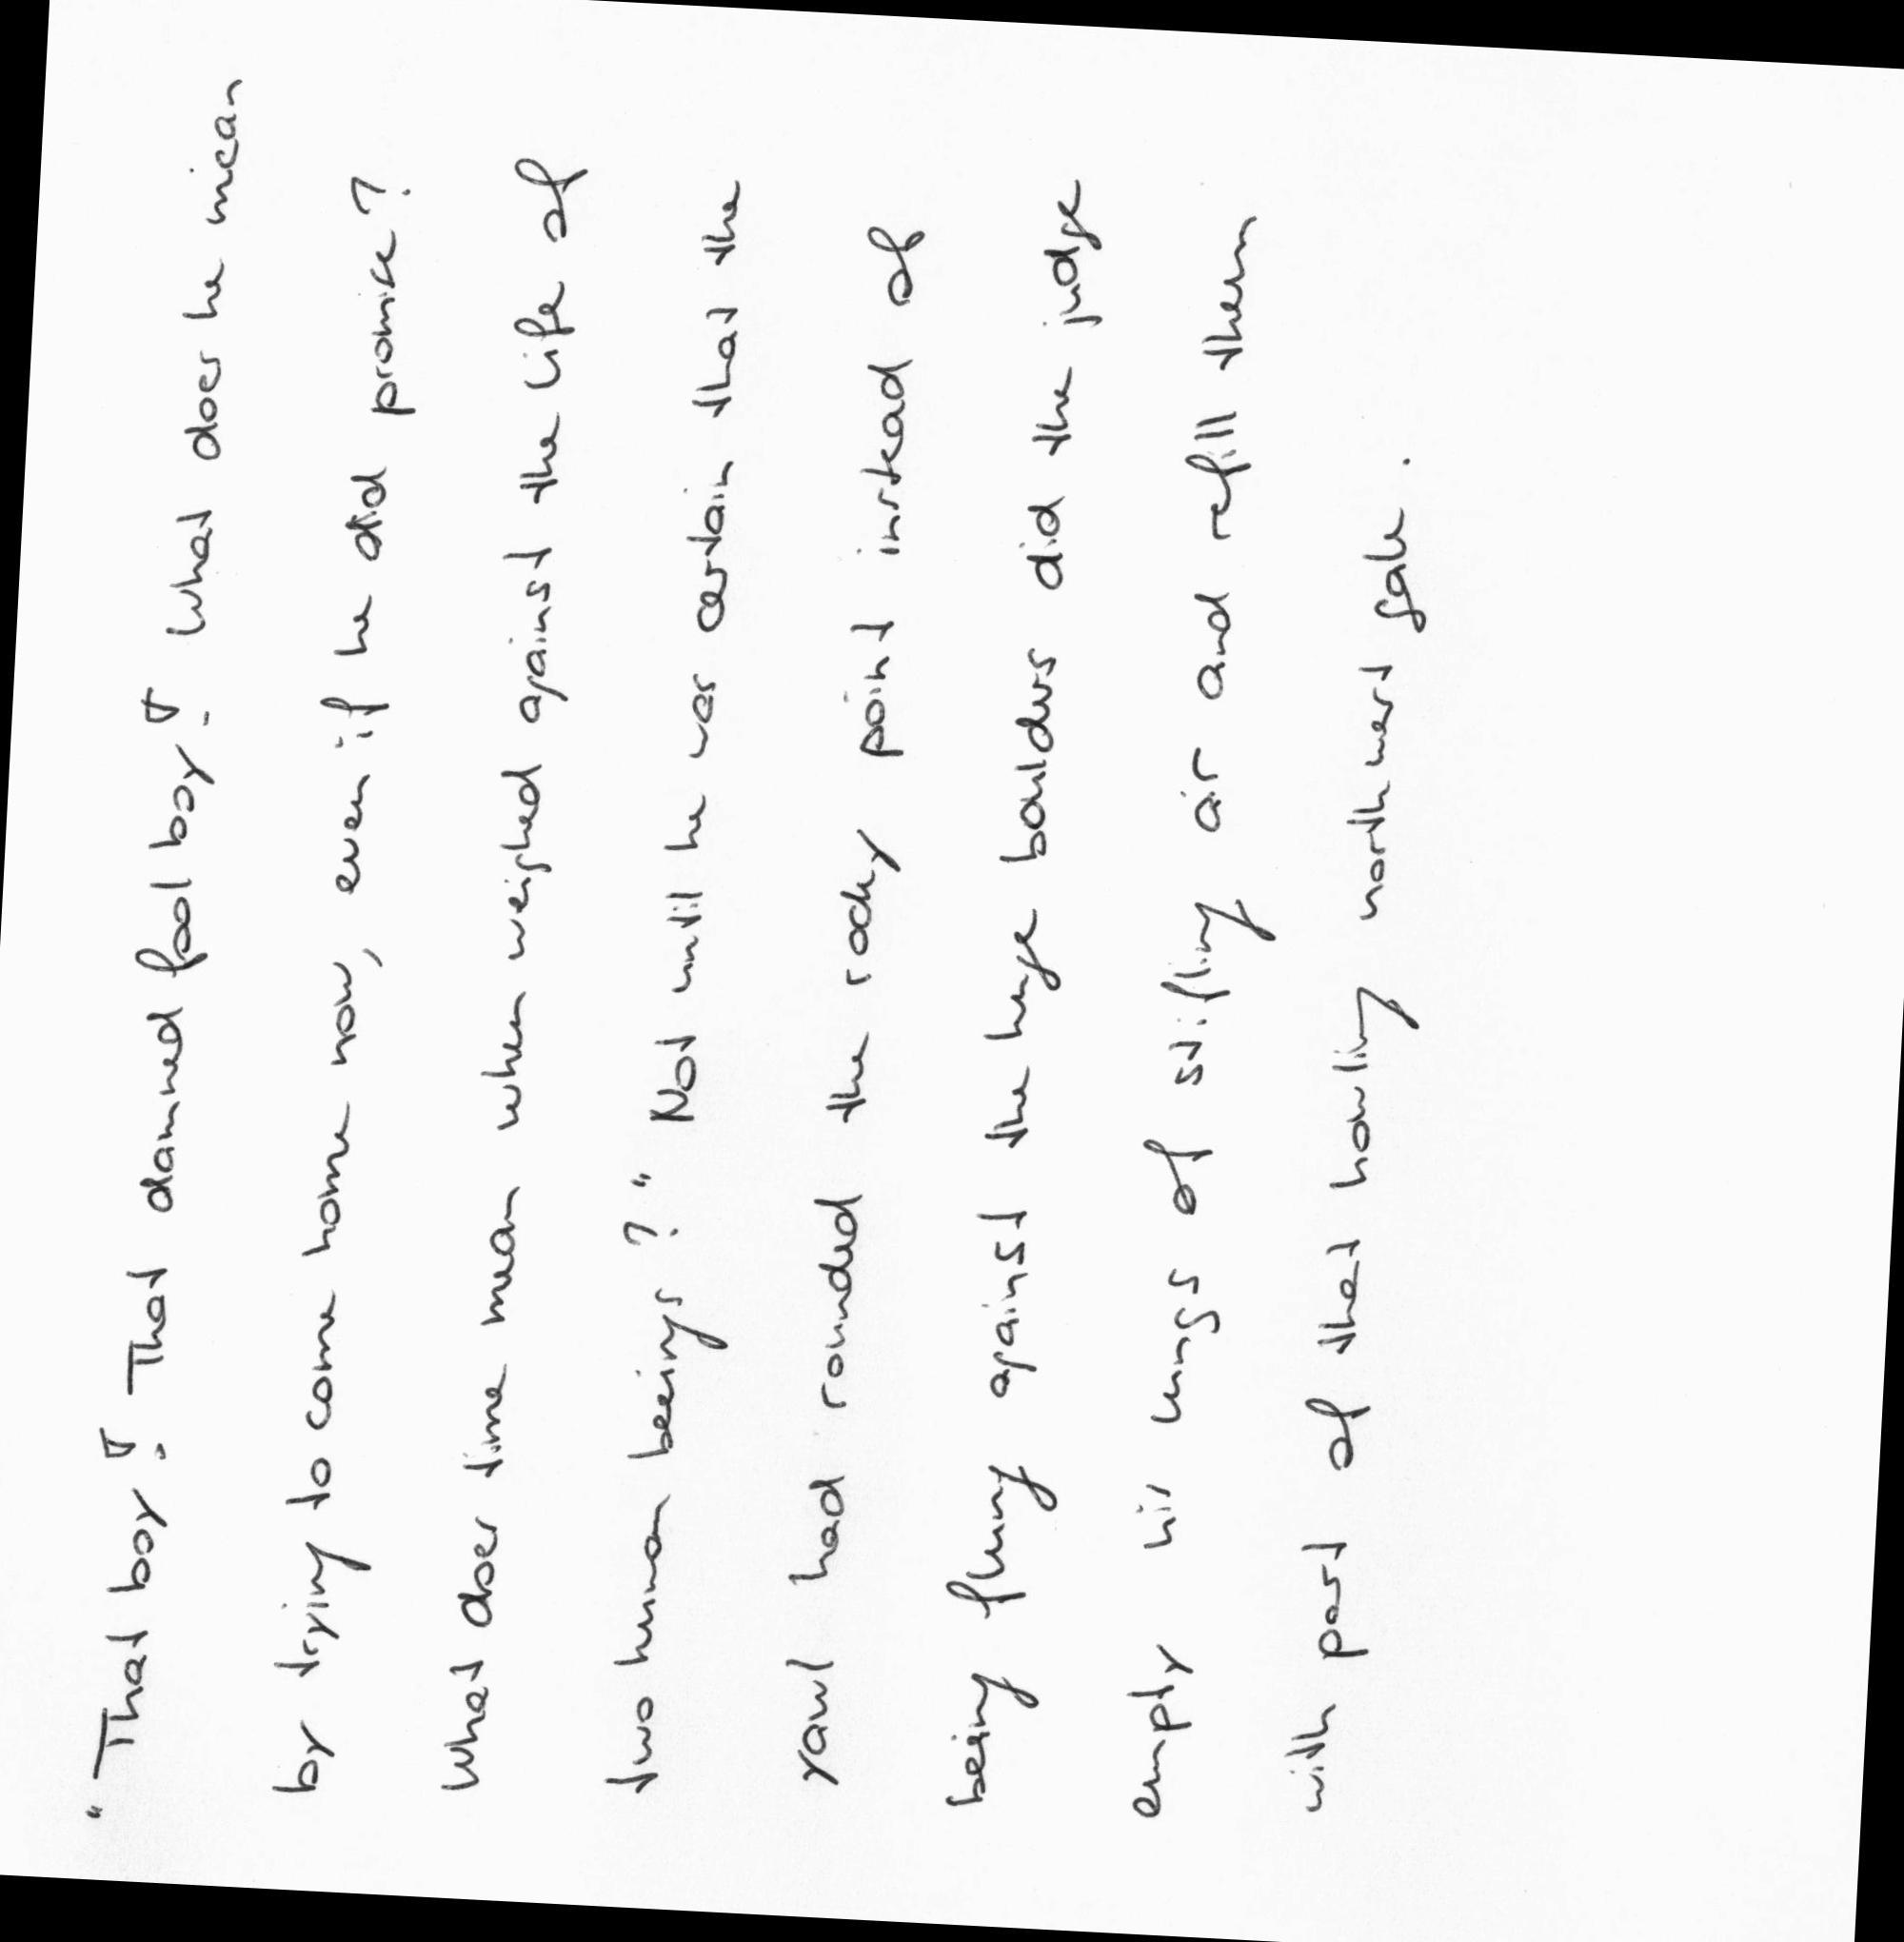 "That boy! That damned fool boy! What does he mean
by trying to come home now, even if he did promise?
What does time mean when weighed against the life of
two human beings?" Not until he was certain that the
yawl had rounded the rocky point instead of
being flung against the huge boulders did the judge
empty his lungs of stifling air and refill them
with part of that howling northwest gale.